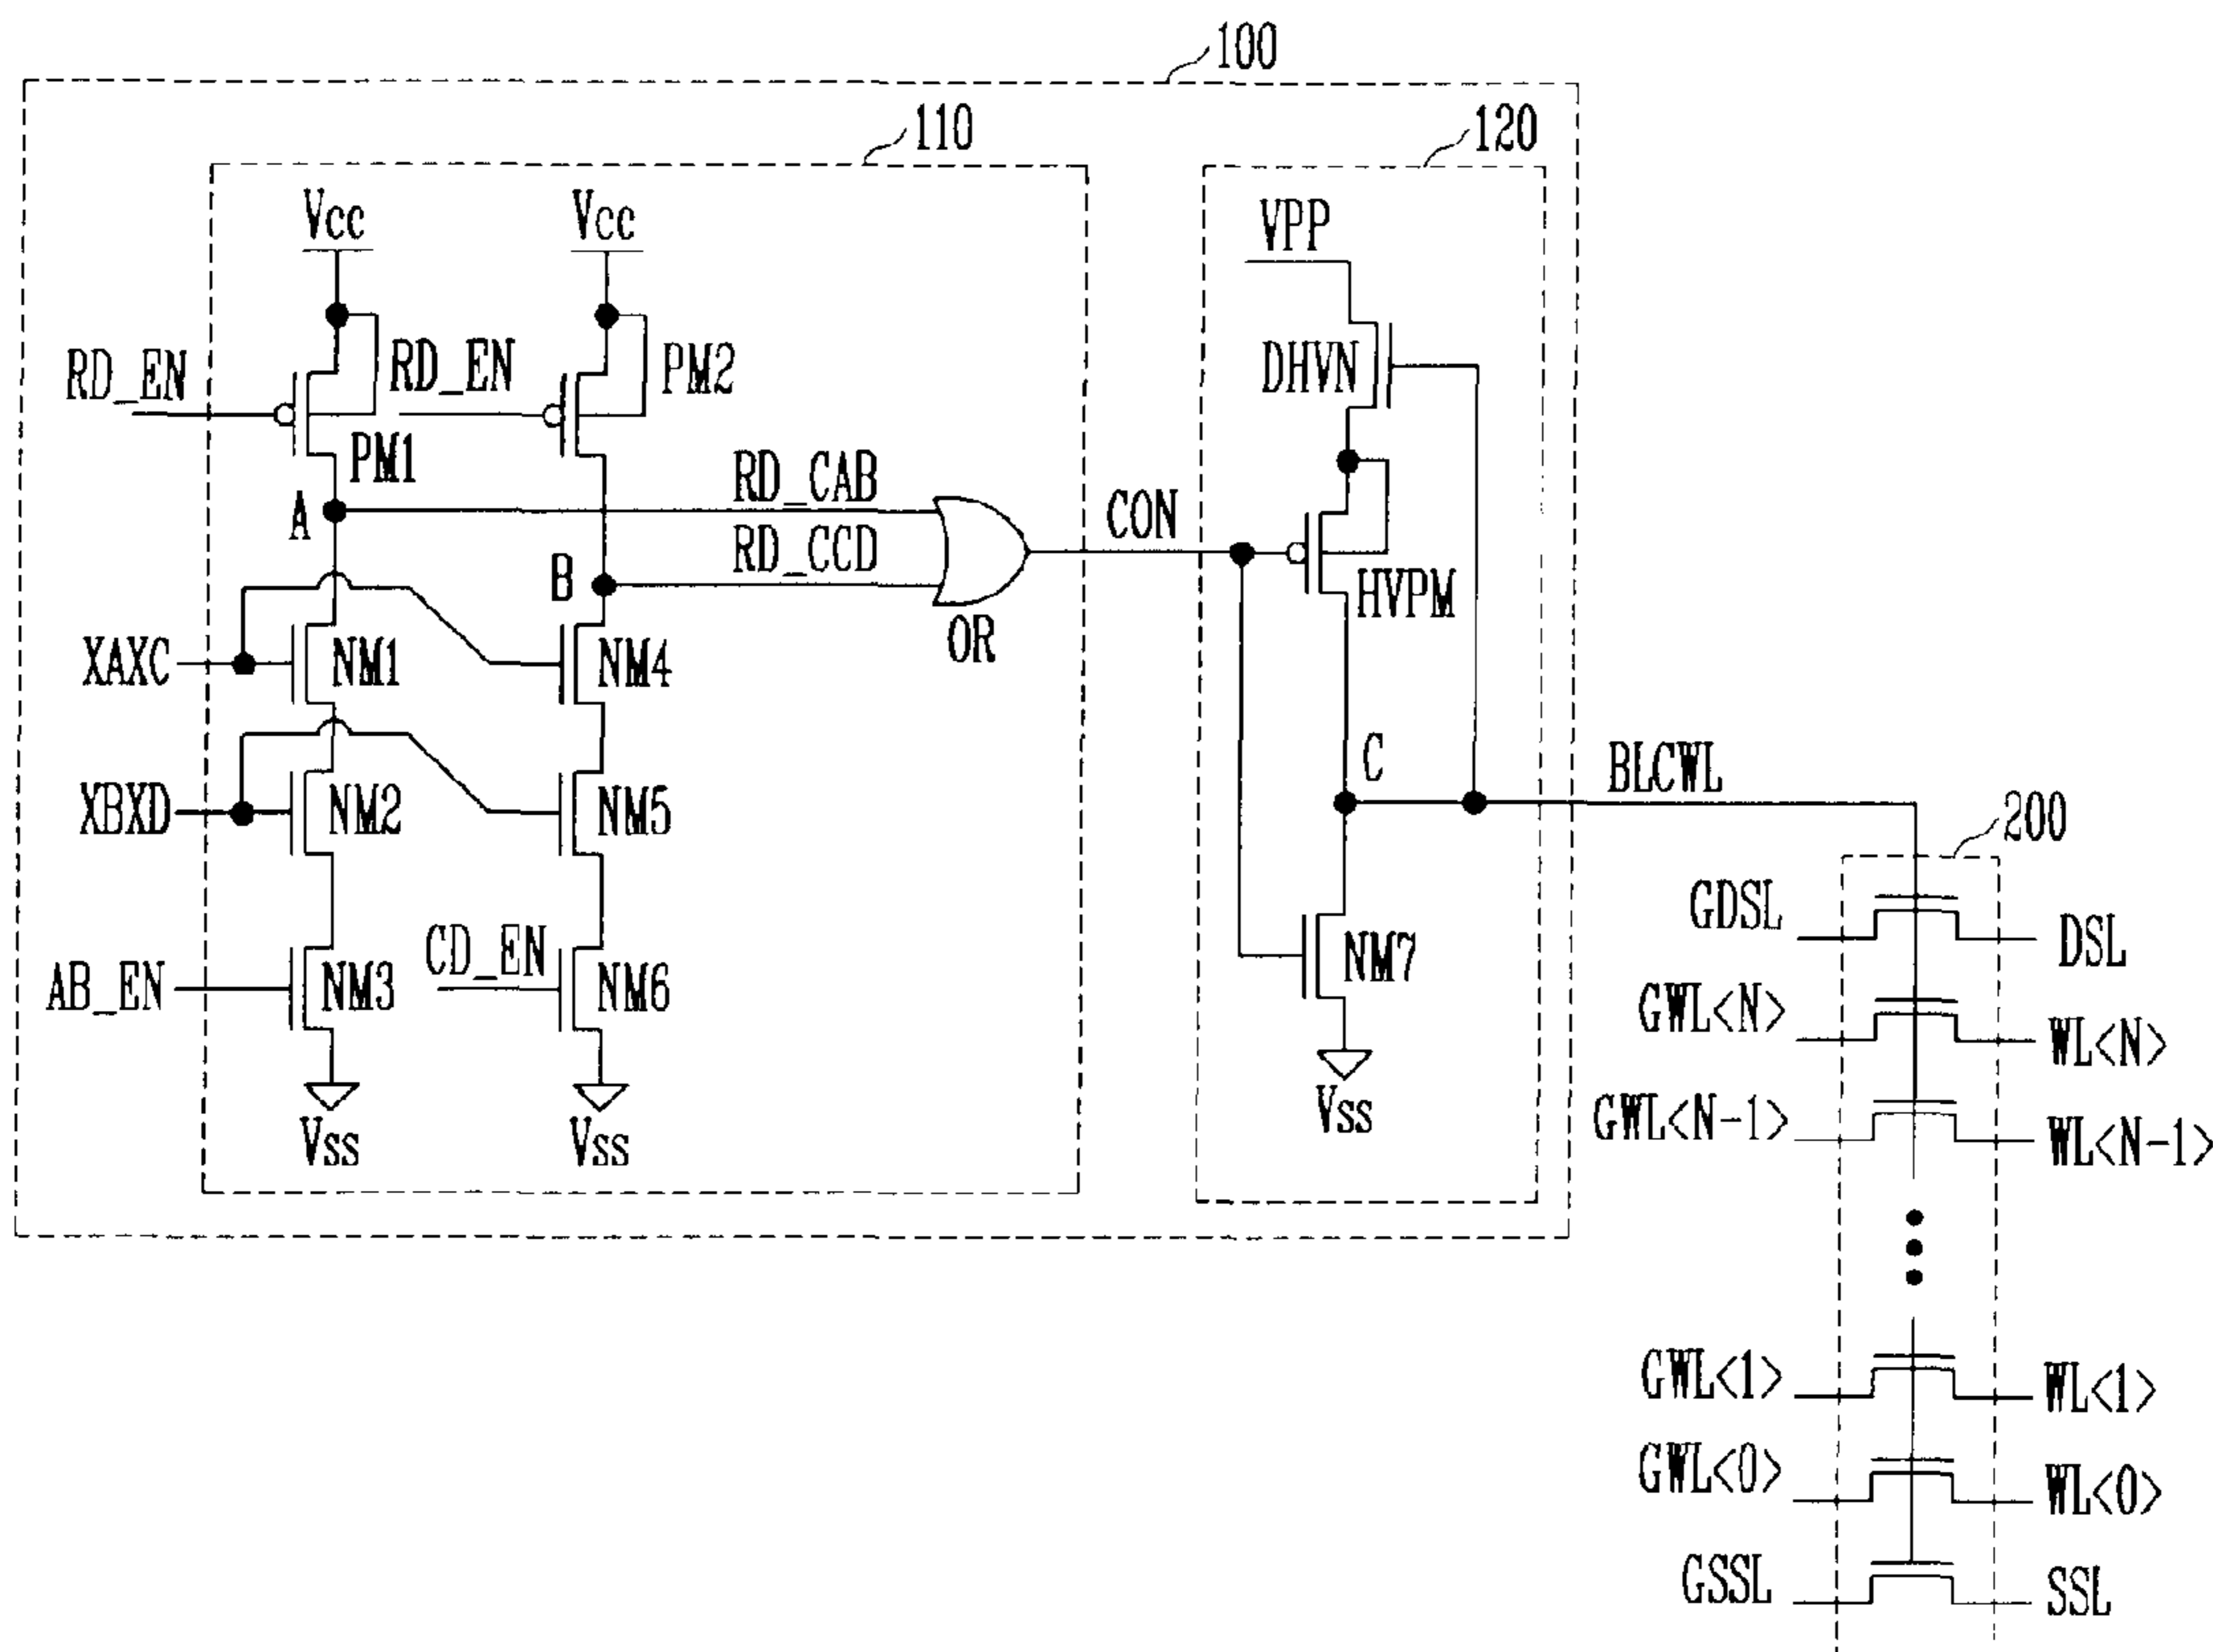 100
110
120
Vcc
Vcc
VPP
RD_EN
RD_EN
PM2
DHVN
PM1
RD_CAB
A
CON
RD_CCD
B
HVPM
OR
XAXC
NM1
NM4
C
BLCWL
XBXD
NM2
NM5
200
GDSL
DSL
CD_EN
NM7
AB_EN
NM3
NM6
GWL<N>
WL<N>
Vss
Vss
Vss
GWL<N-1>
WL<N-1>
GWL<1>
WL<1>
GWL<0>
WL<0>
GSSL
SSL